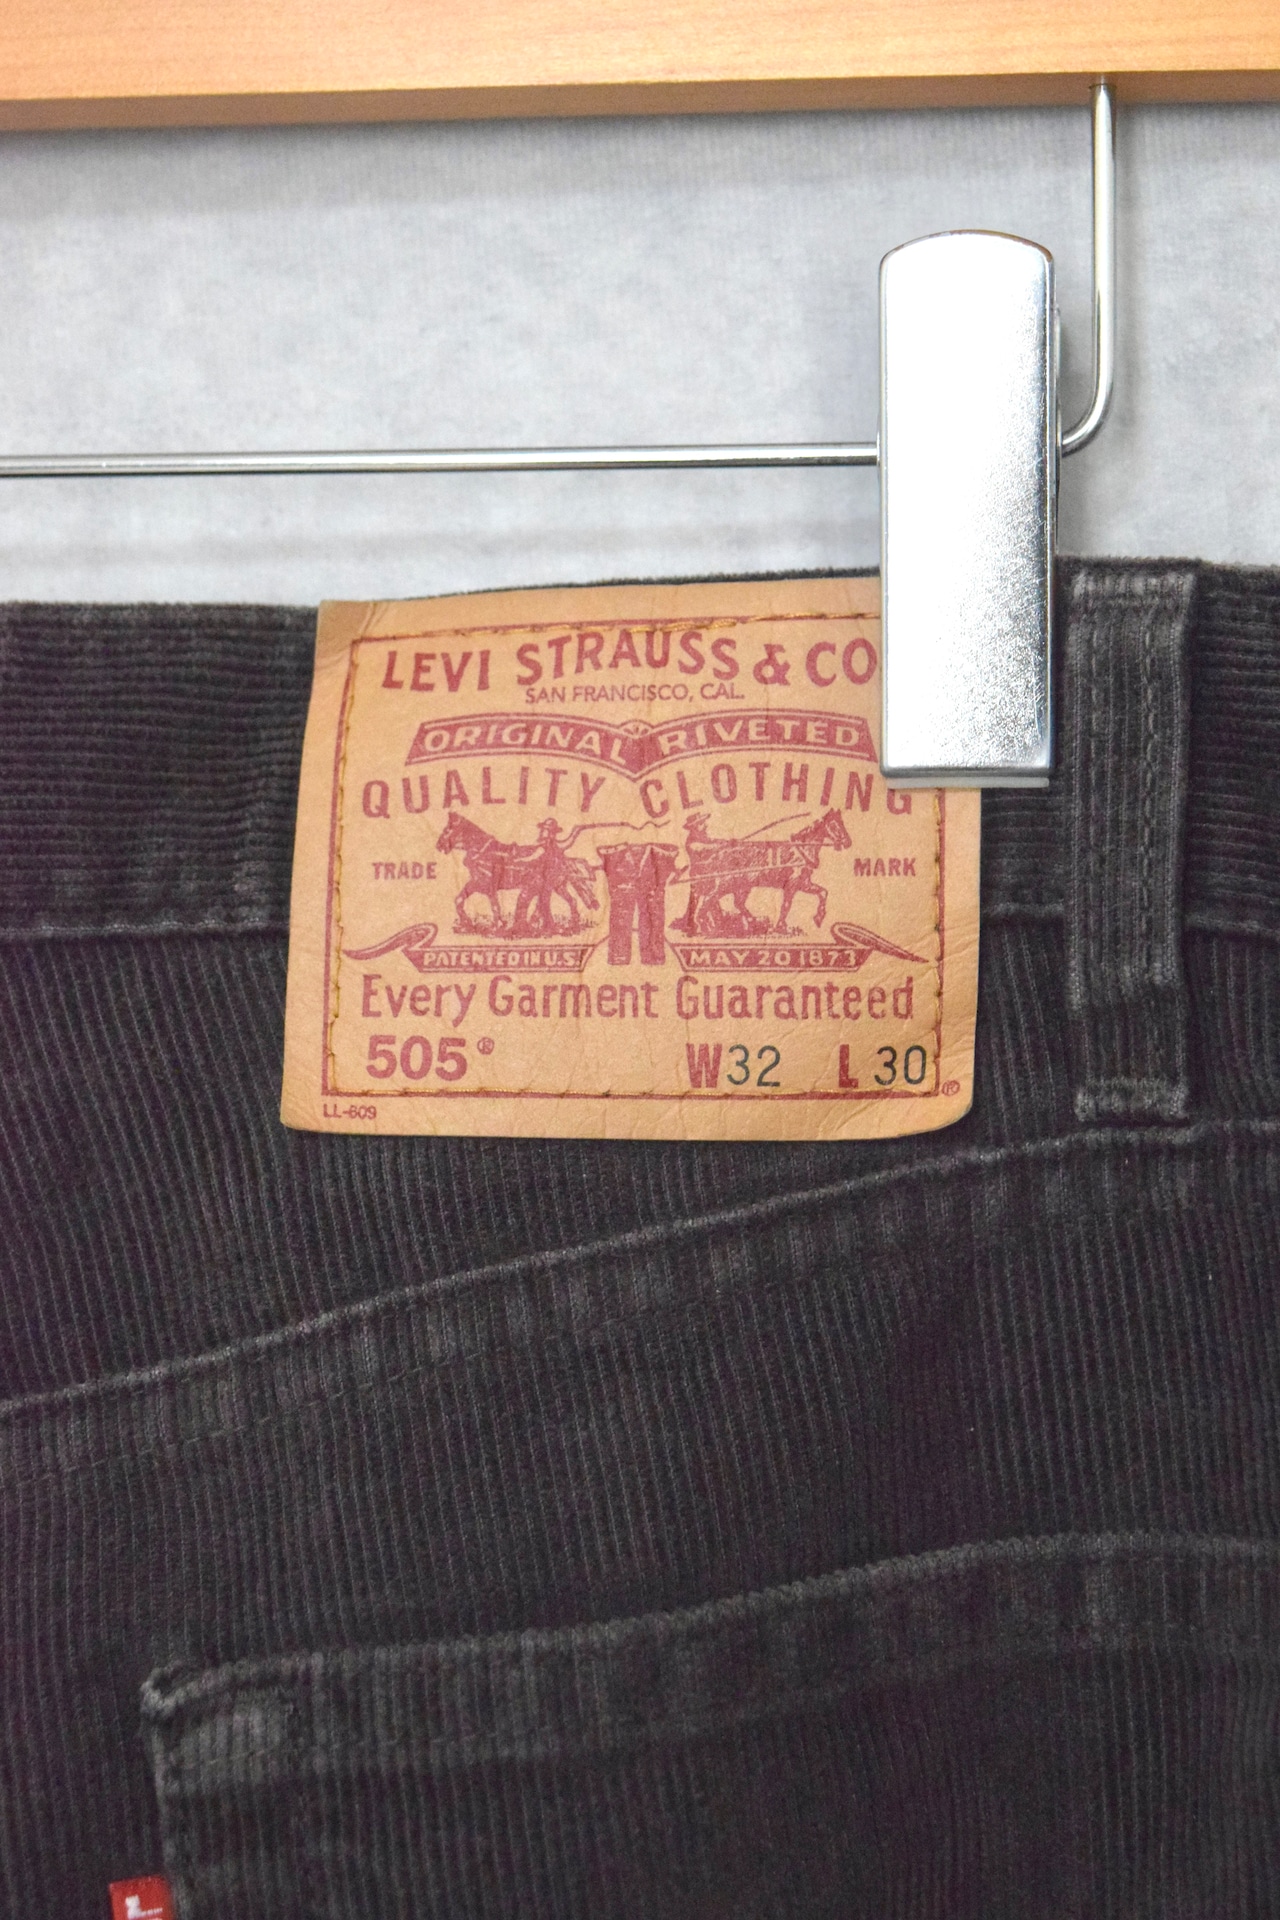 LEVI STRAUSS & CO
SAN FRANCISCO, CAL.
ORIGINAL RIVETED
QUALITY CLOTHING
TRADE MARK
PATENTED IN U.S. MAY 20 1873
Every Garment Guaranteed
505® W32 L30
®
LL-609